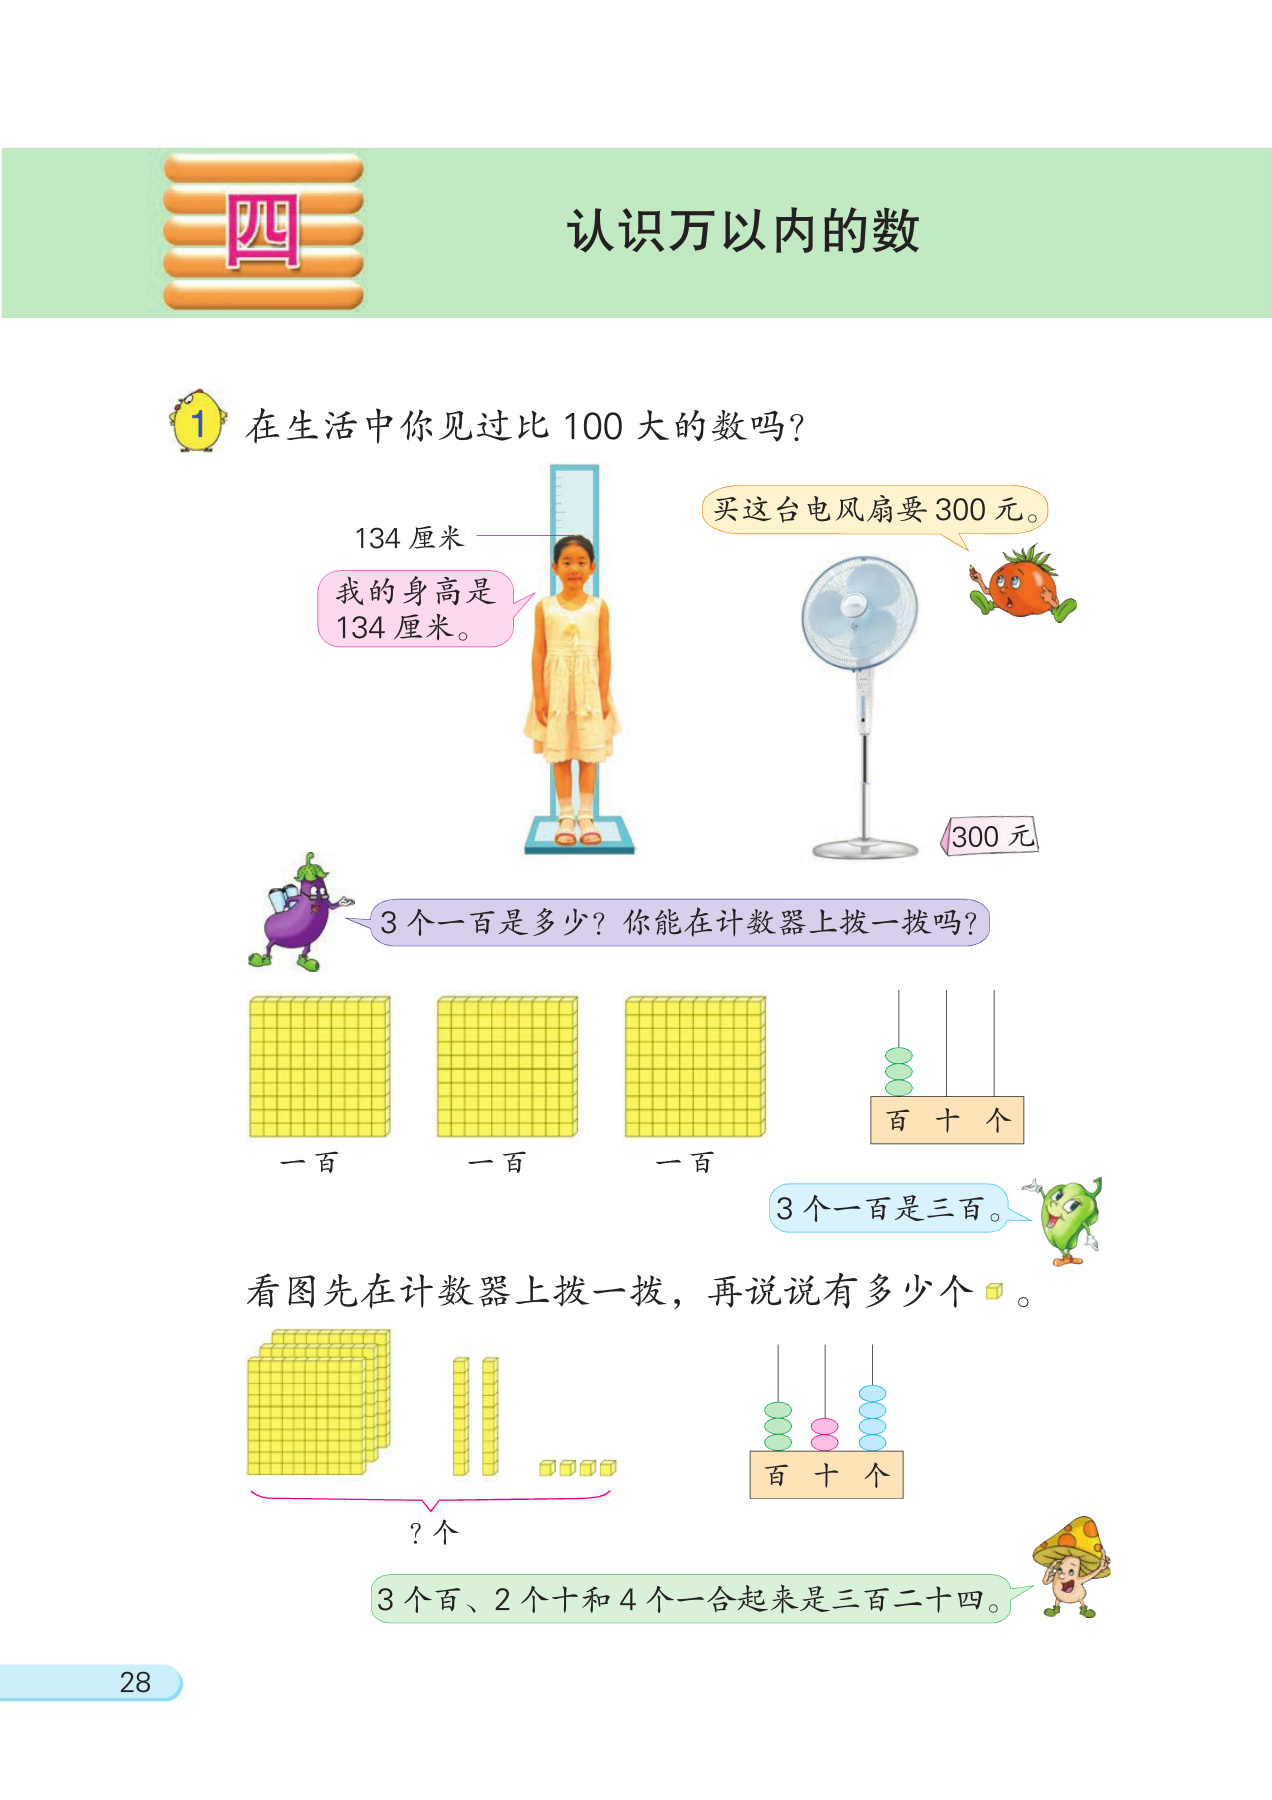 四
认识万以内的数
1 在生活中你见过比 100 大的数吗？
134 厘米
我的身高是
134 厘米。
买这台电风扇要 300 元。
300 元
3 个一百是多少？你能在计数器上拨一拨吗？
一百 一百 一百
百 十 个
3 个一百是三百。
看图先在计数器上拨一拨，再说说有多少个 。
百 十 个
？个
3 个百、2 个十和 4 个一合起来是三百二十四。
28